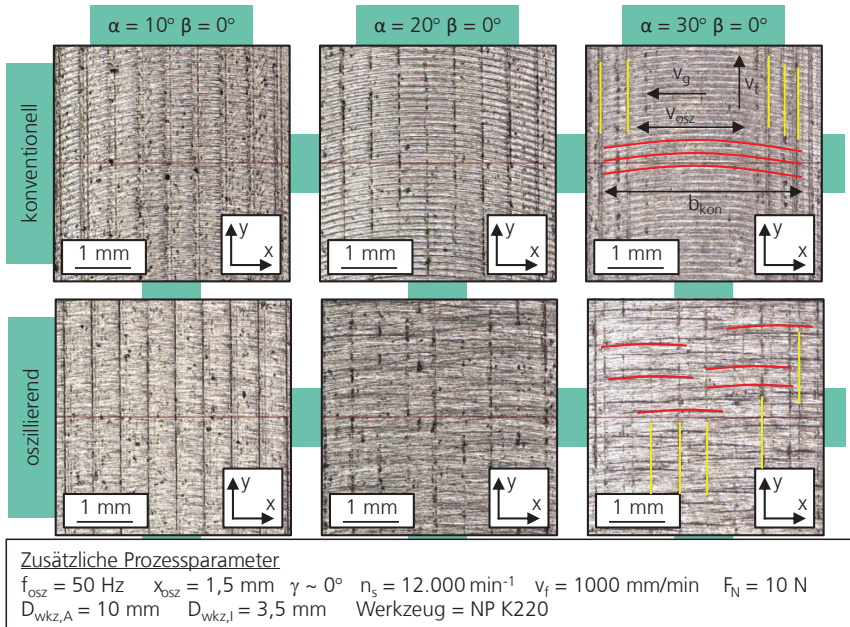 α = 10° β = 0°
α = 20° β = 0°
α = 30° β = 0°
konventionell
v_g
v_f
v_osz
b_kon
1 mm
y
x
1 mm
y
x
1 mm
y
x
oszillierend
1 mm
y
x
1 mm
y
x
1 mm
y
x
Zusätzliche Prozessparameter
f_osz = 50 Hz x_osz = 1,5 mm γ ~ 0° n_s = 12.000 min⁻¹ v_f = 1000 mm/min F_N = 10 N
D_wkz,A = 10 mm D_wkz,I = 3,5 mm Werkzeug = NP K220